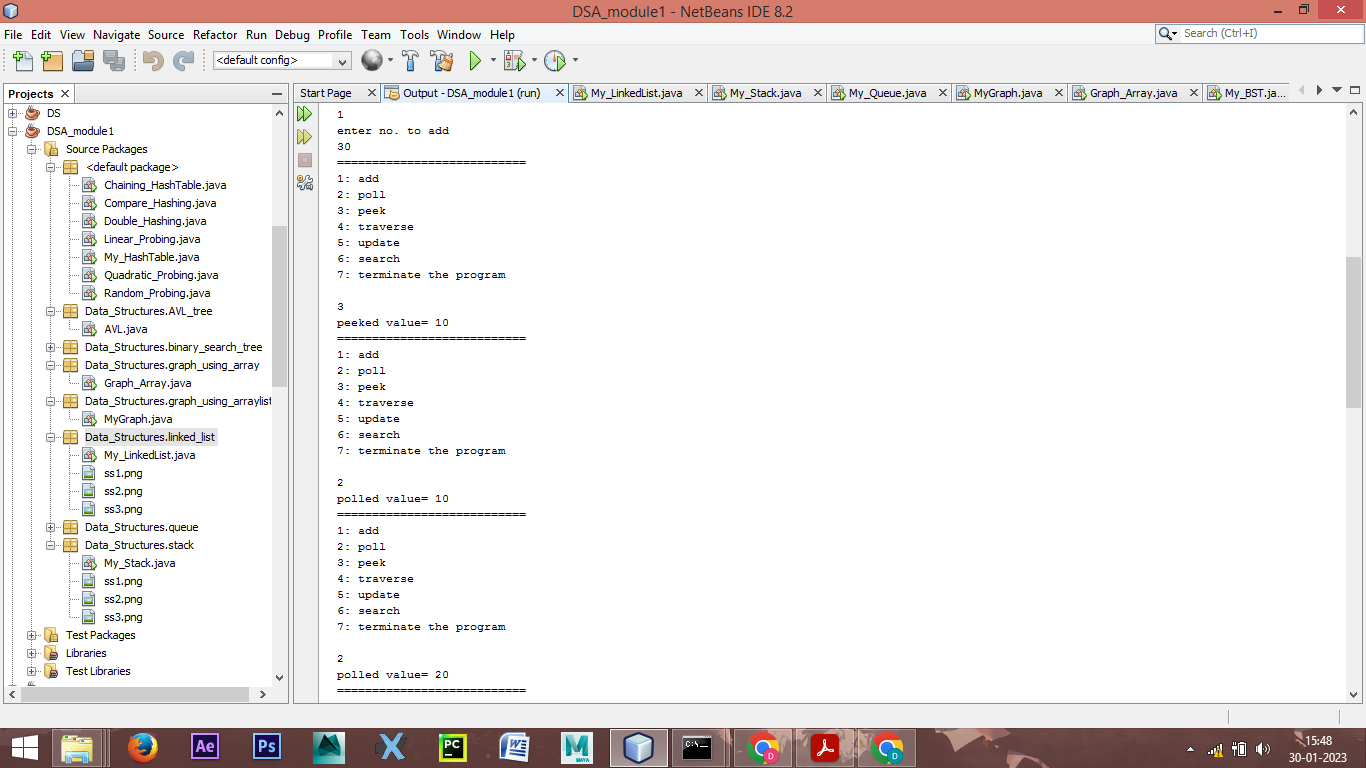 DSA_module1 - NetBeans IDE 8.2
File Edit View Navigate Source Refactor Run Debug Profile Team Tools Window Help
Search (Ctrl+I)
<default config>
Projects
Start Page
Output - DSA_module1 (run)
My_LinkedList.java
My_Stack.java
My_Queue.java
MyGraph.java
Graph_Array.java
My_BST.ja...
DS
DSA_module1
Source Packages
<default package>
Chaining_HashTable.java
Compare_Hashing.java
Double_Hashing.java
Linear_Probing.java
My_HashTable.java
Quadratic_Probing.java
Random_Probing.java
Data_Structures.AVL_tree
AVL.java
Data_Structures.binary_search_tree
Data_Structures.graph_using_array
Graph_Array.java
Data_Structures.graph_using_arraylist
MyGraph.java
Data_Structures.linked_list
My_LinkedList.java
ss1.png
ss2.png
ss3.png
Data_Structures.queue
Data_Structures.stack
My_Stack.java
ss1.png
ss2.png
ss3.png
Test Packages
Libraries
Test Libraries
1
enter no. to add
30
===========================
1: add
2: poll
3: peek
4: traverse
5: update
6: search
7: terminate the program
3
peeked value= 10
===========================
1: add
2: poll
3: peek
4: traverse
5: update
6: search
7: terminate the program
2
polled value= 10
===========================
1: add
2: poll
3: peek
4: traverse
5: update
6: search
7: terminate the program
2
polled value= 20
===========================
Ae
Ps
X
PC
W
M
MAYA
C:\
D
D
15:48
30-01-2023